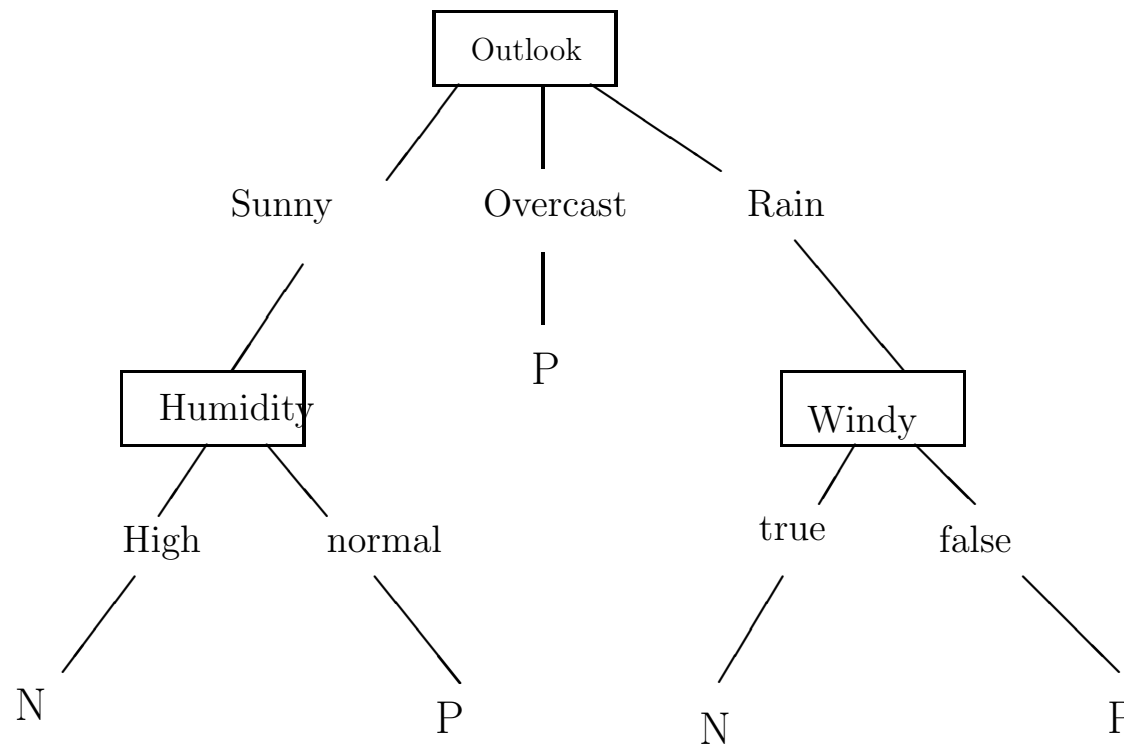 Outlook
Sunny Overcast Rain
P
Humidity Windy
High normal true false
N P N P